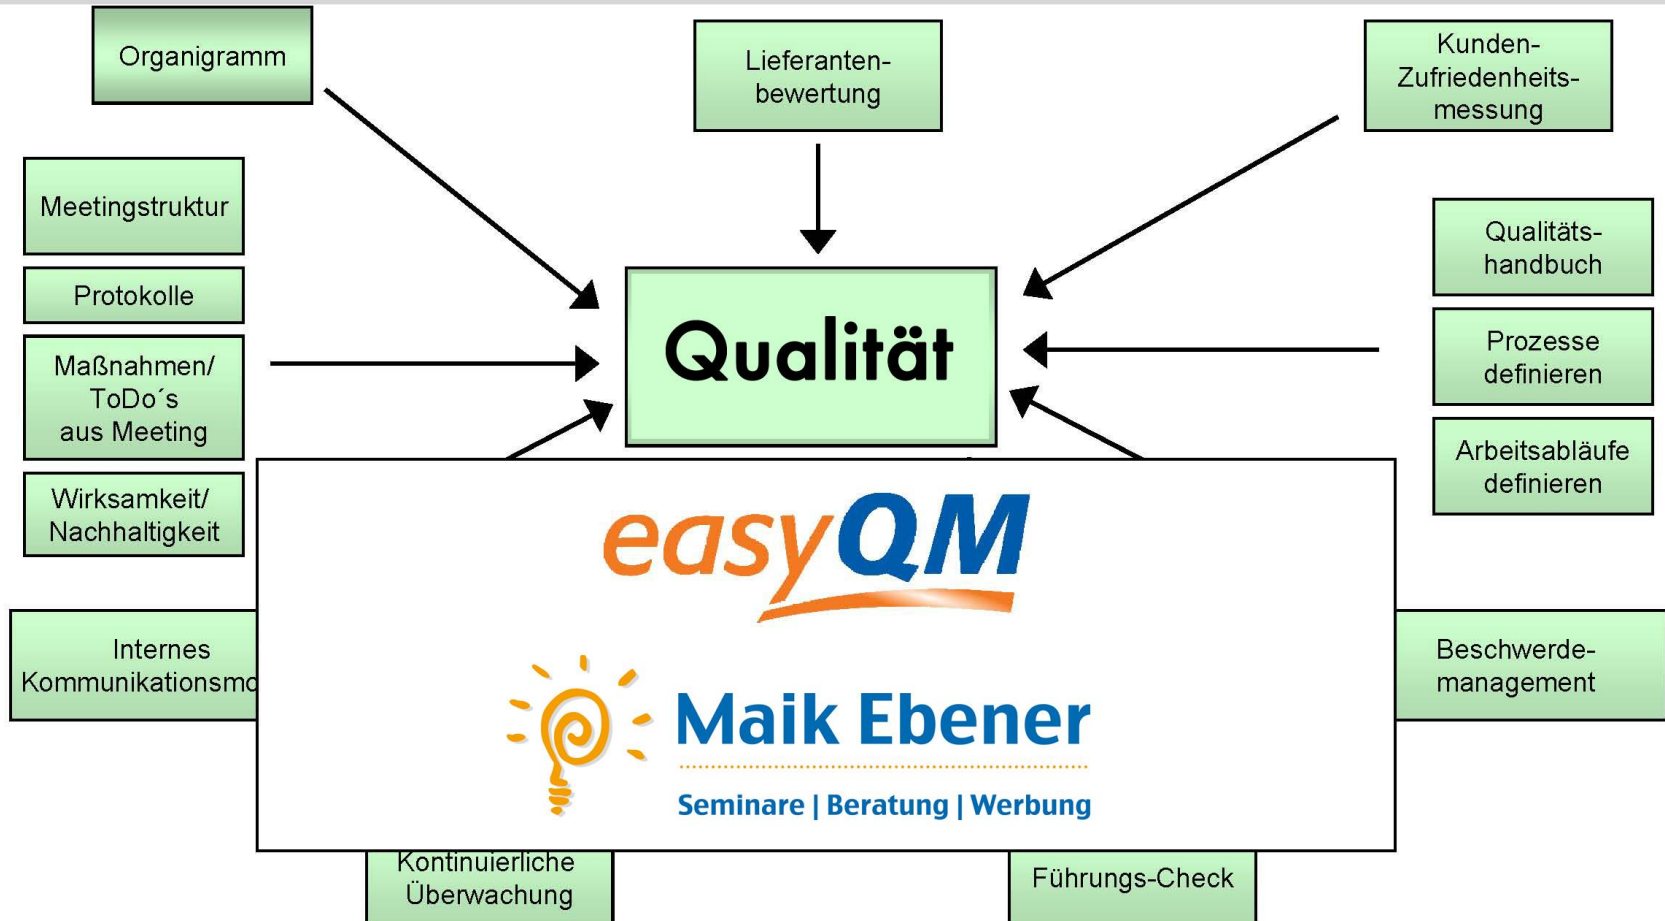 Organigramm
Lieferanten-
bewertung
Kunden-
Zufriedenheits-
messung
Meetingstruktur
Protokolle
Maßnahmen/
ToDo´s
aus Meeting
Wirksamkeit/
Nachhaltigkeit
Qualität
Qualitäts-
handbuch
Prozesse
definieren
Arbeitsabläufe
definieren
easyQM
Internes
Maik Ebener
Seminare | Beratung | Werbung
Beschwerde-
management
Kontinuierliche
Überwachung
Führungs-Check